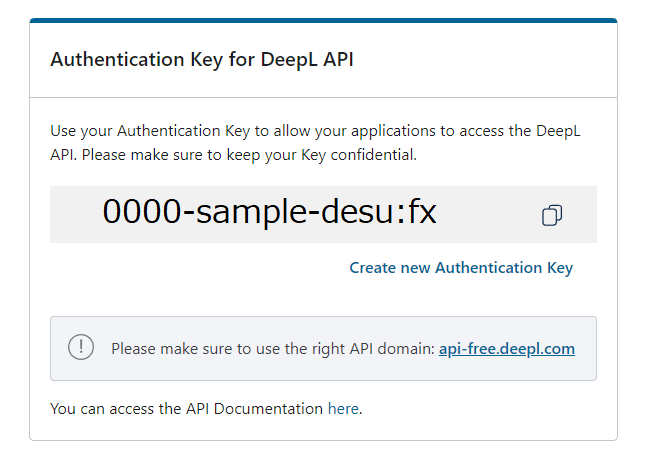 Authentication Key for DeepL API
Use your Authentication Key to allow your applications to access the DeepL
API. Please make sure to keep your Key confidential.
0000-sample-desu:fx
Create new Authentication Key
Please make sure to use the right API domain: api-free.deepl.com
You can access the API Documentation here.